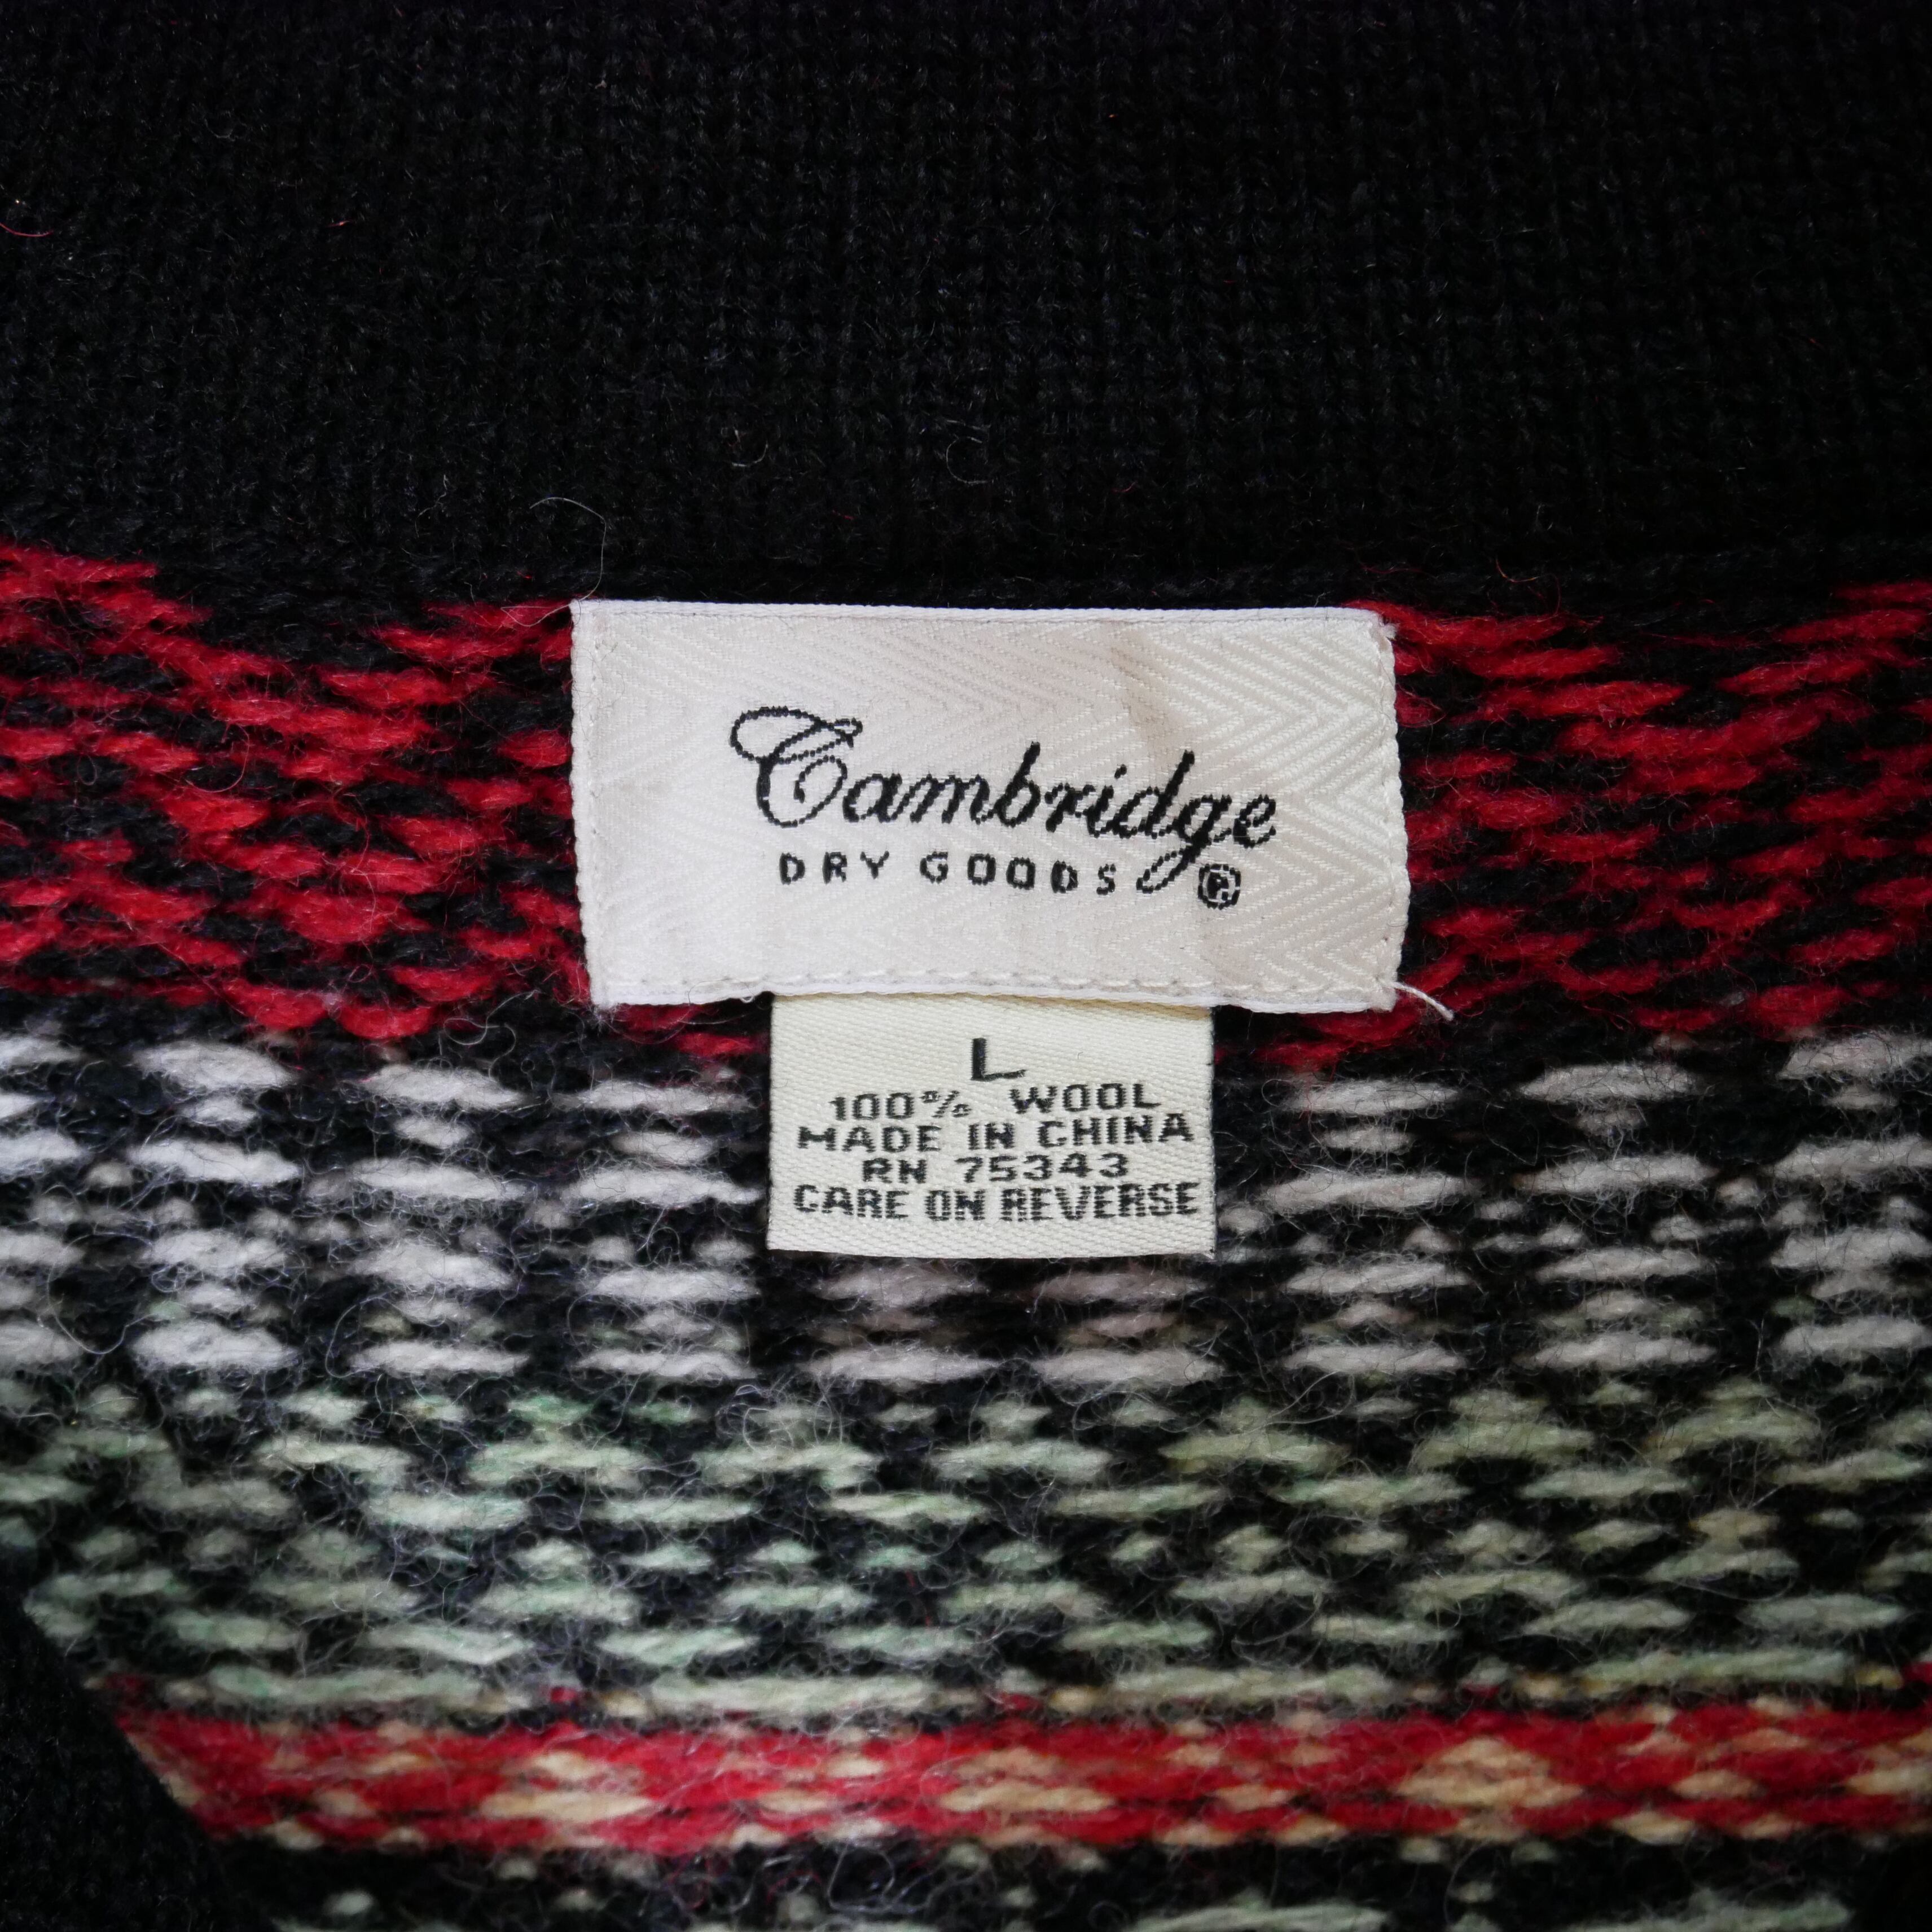 Cambridge
DRY GOODS ®
L
100% WOOL
MADE IN CHINA
RN 75343
CARE ON REVERSE